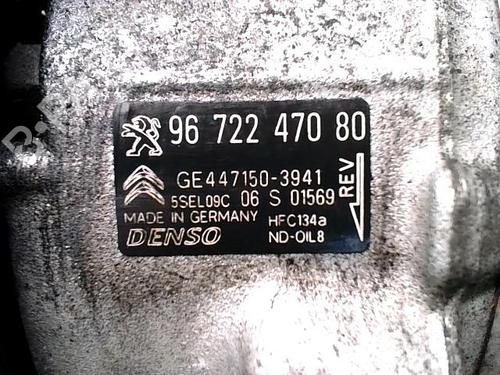 96 722 470 80
GE447150-3941
5SEL09C 06 S 01569
MADE IN GERMANY HFC134a
DENSO ND-OIL8
REV